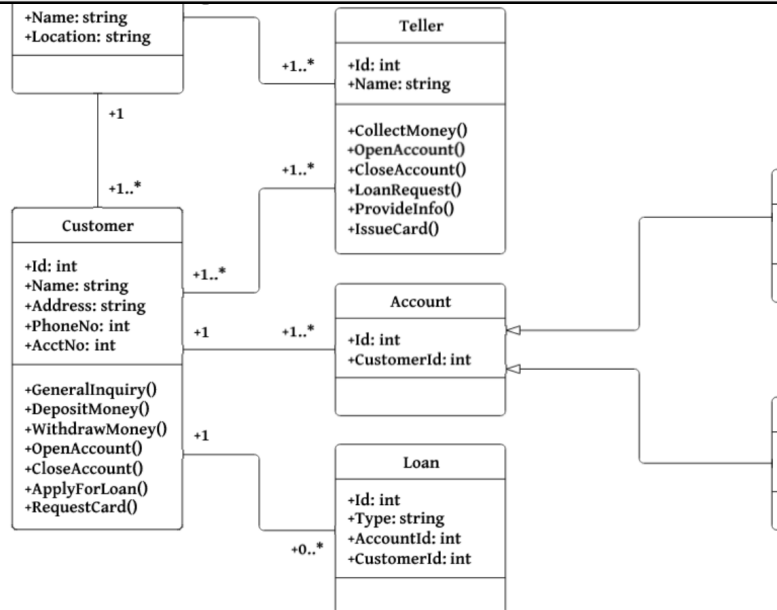 +Name: string
+Location: string
+1
+1..*
Customer
+Id: int
+Name: string
+Address: string
+PhoneNo: int
+AcctNo: int
+GeneralInquiry()
+DepositMoney()
+WithdrawMoney()
+OpenAccount()
+CloseAccount()
+ApplyForLoan()
+RequestCard()
+1..*
+1..*
+1..*
+1
+1..*
+1
+0..*
Teller
+Id: int
+Name: string
+CollectMoney()
+OpenAccount()
+CloseAccount()
+LoanRequest()
+ProvideInfo()
+IssueCard()
Account
+Id: int
+CustomerId: int
Loan
+Id: int
+Type: string
+AccountId: int
+CustomerId: int